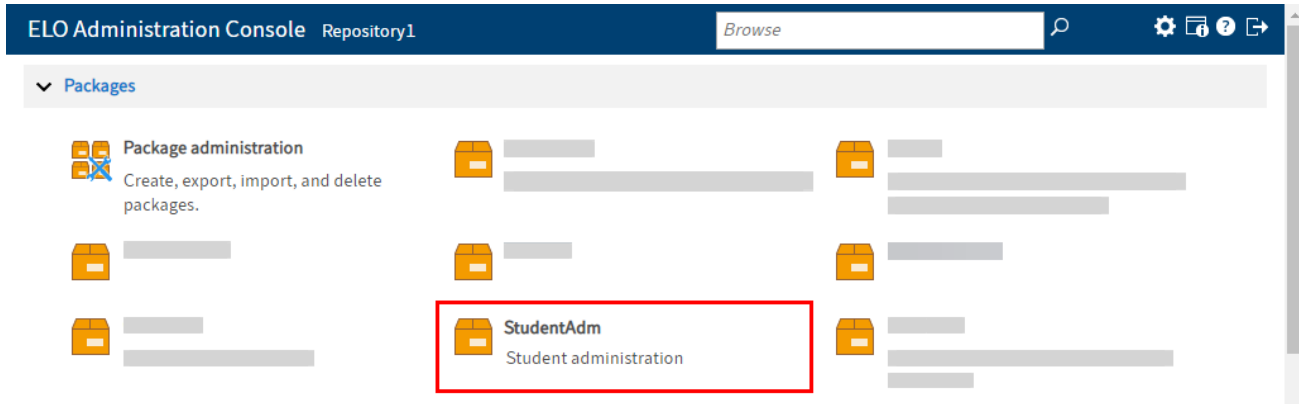 ELO Administration Console Repository1 Browse
Packages
Package administration
Create, export, import, and delete
packages.
StudentAdm
Student administration